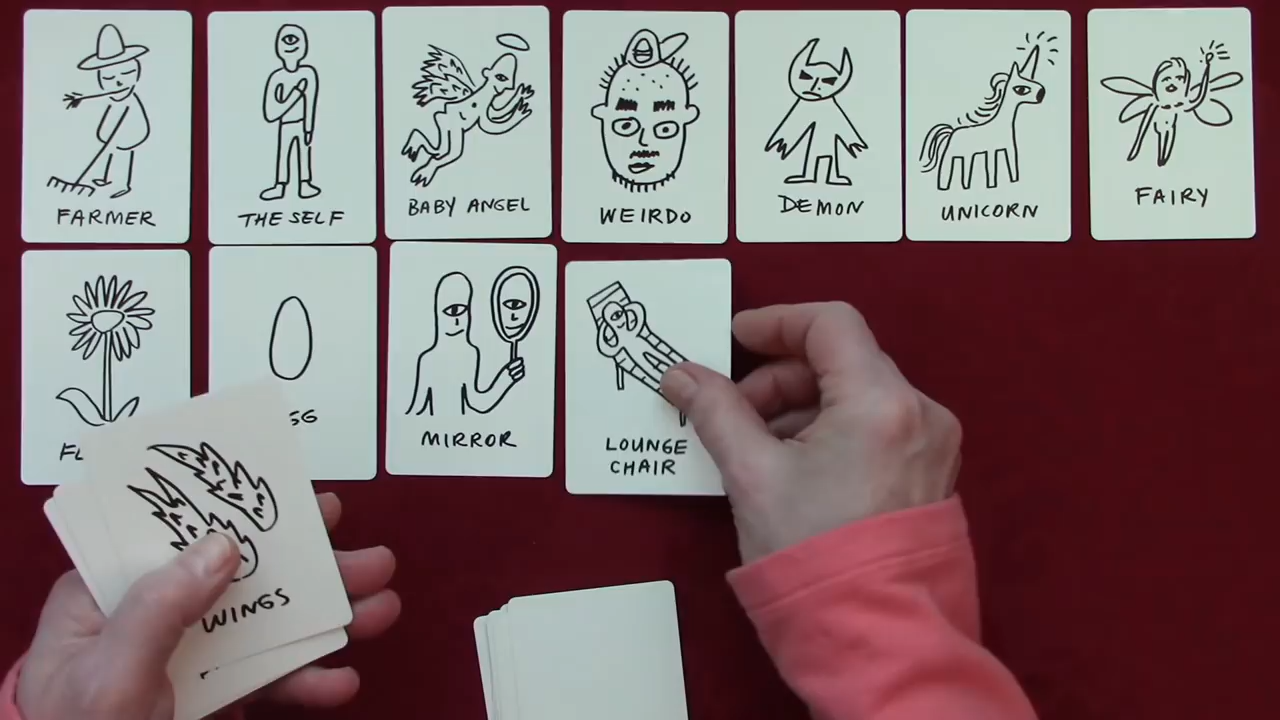 FARMER
THE SELF
BABY ANGEL
WEIRDO
DEMON
UNICORN
FAIRY
MIRROR
LOUNGE
CHAIR
WINGS